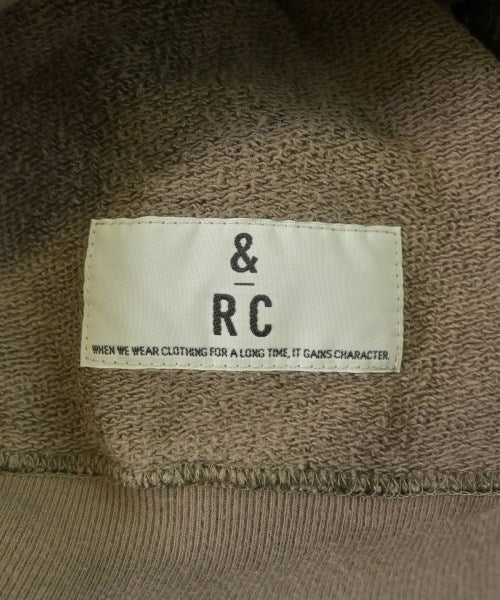 &
RC
WHEN WE WEAR CLOTHING FOR A LONG TIME, IT GAINS CHARACTER.